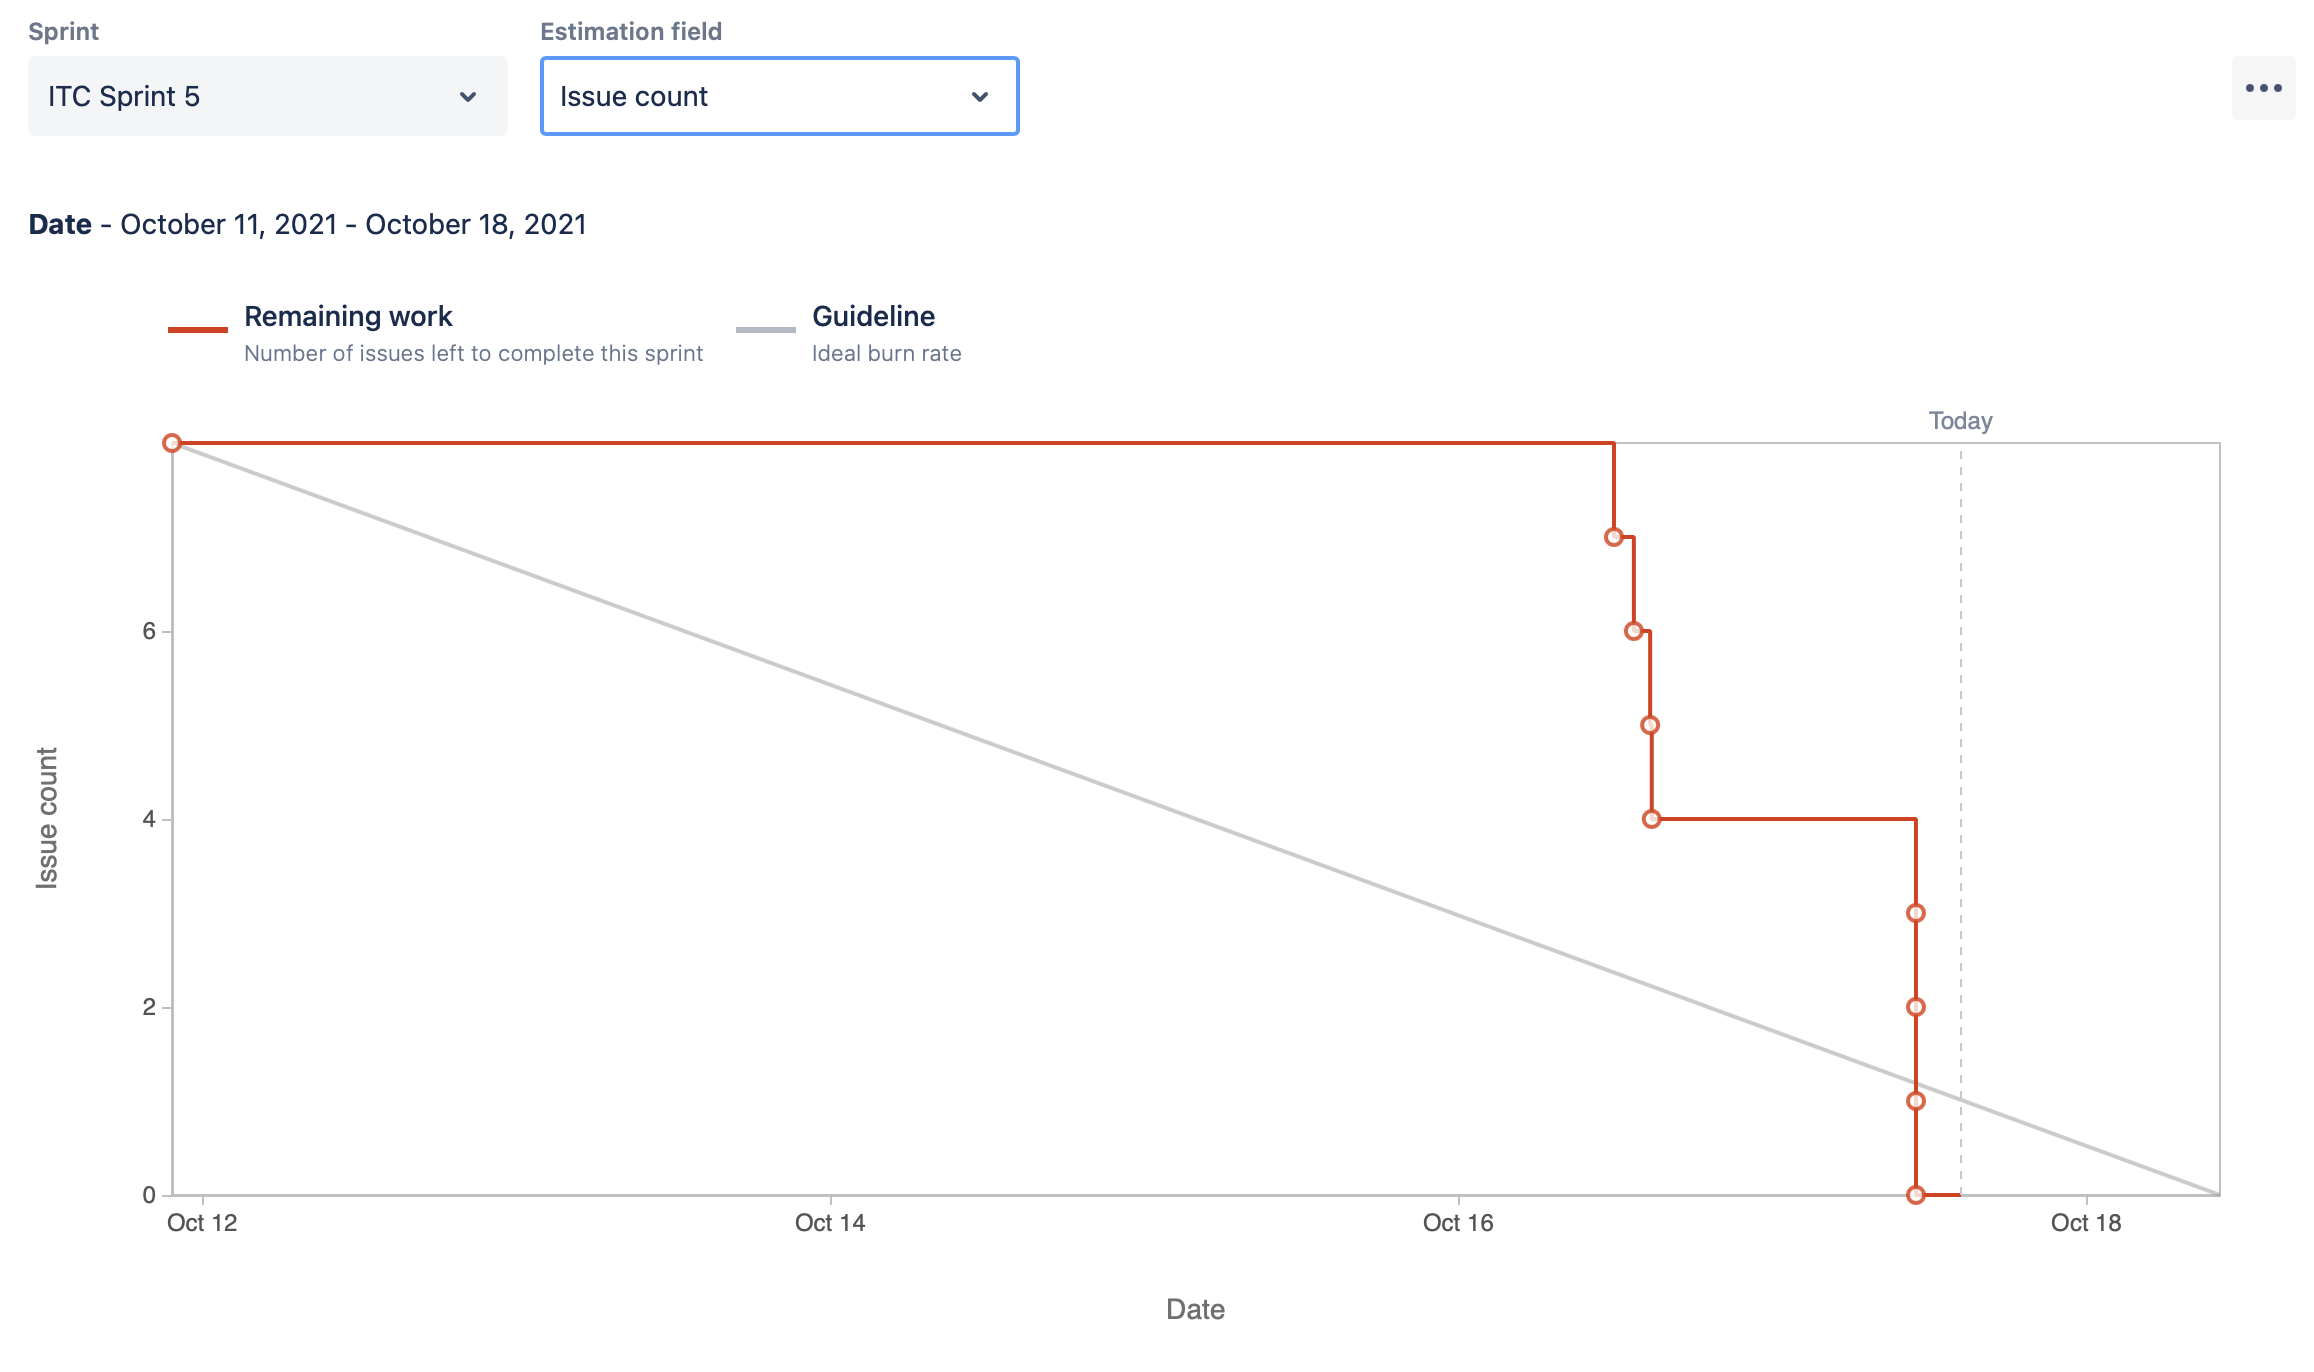 Sprint
Estimation field
ITC Sprint 5
Issue count
Date - October 11, 2021 - October 18, 2021
Remaining work
Number of issues left to complete this sprint
Guideline
Ideal burn rate
Today
Issue count
6
4
2
0
Oct 12
Oct 14
Oct 16
Oct 18
Date